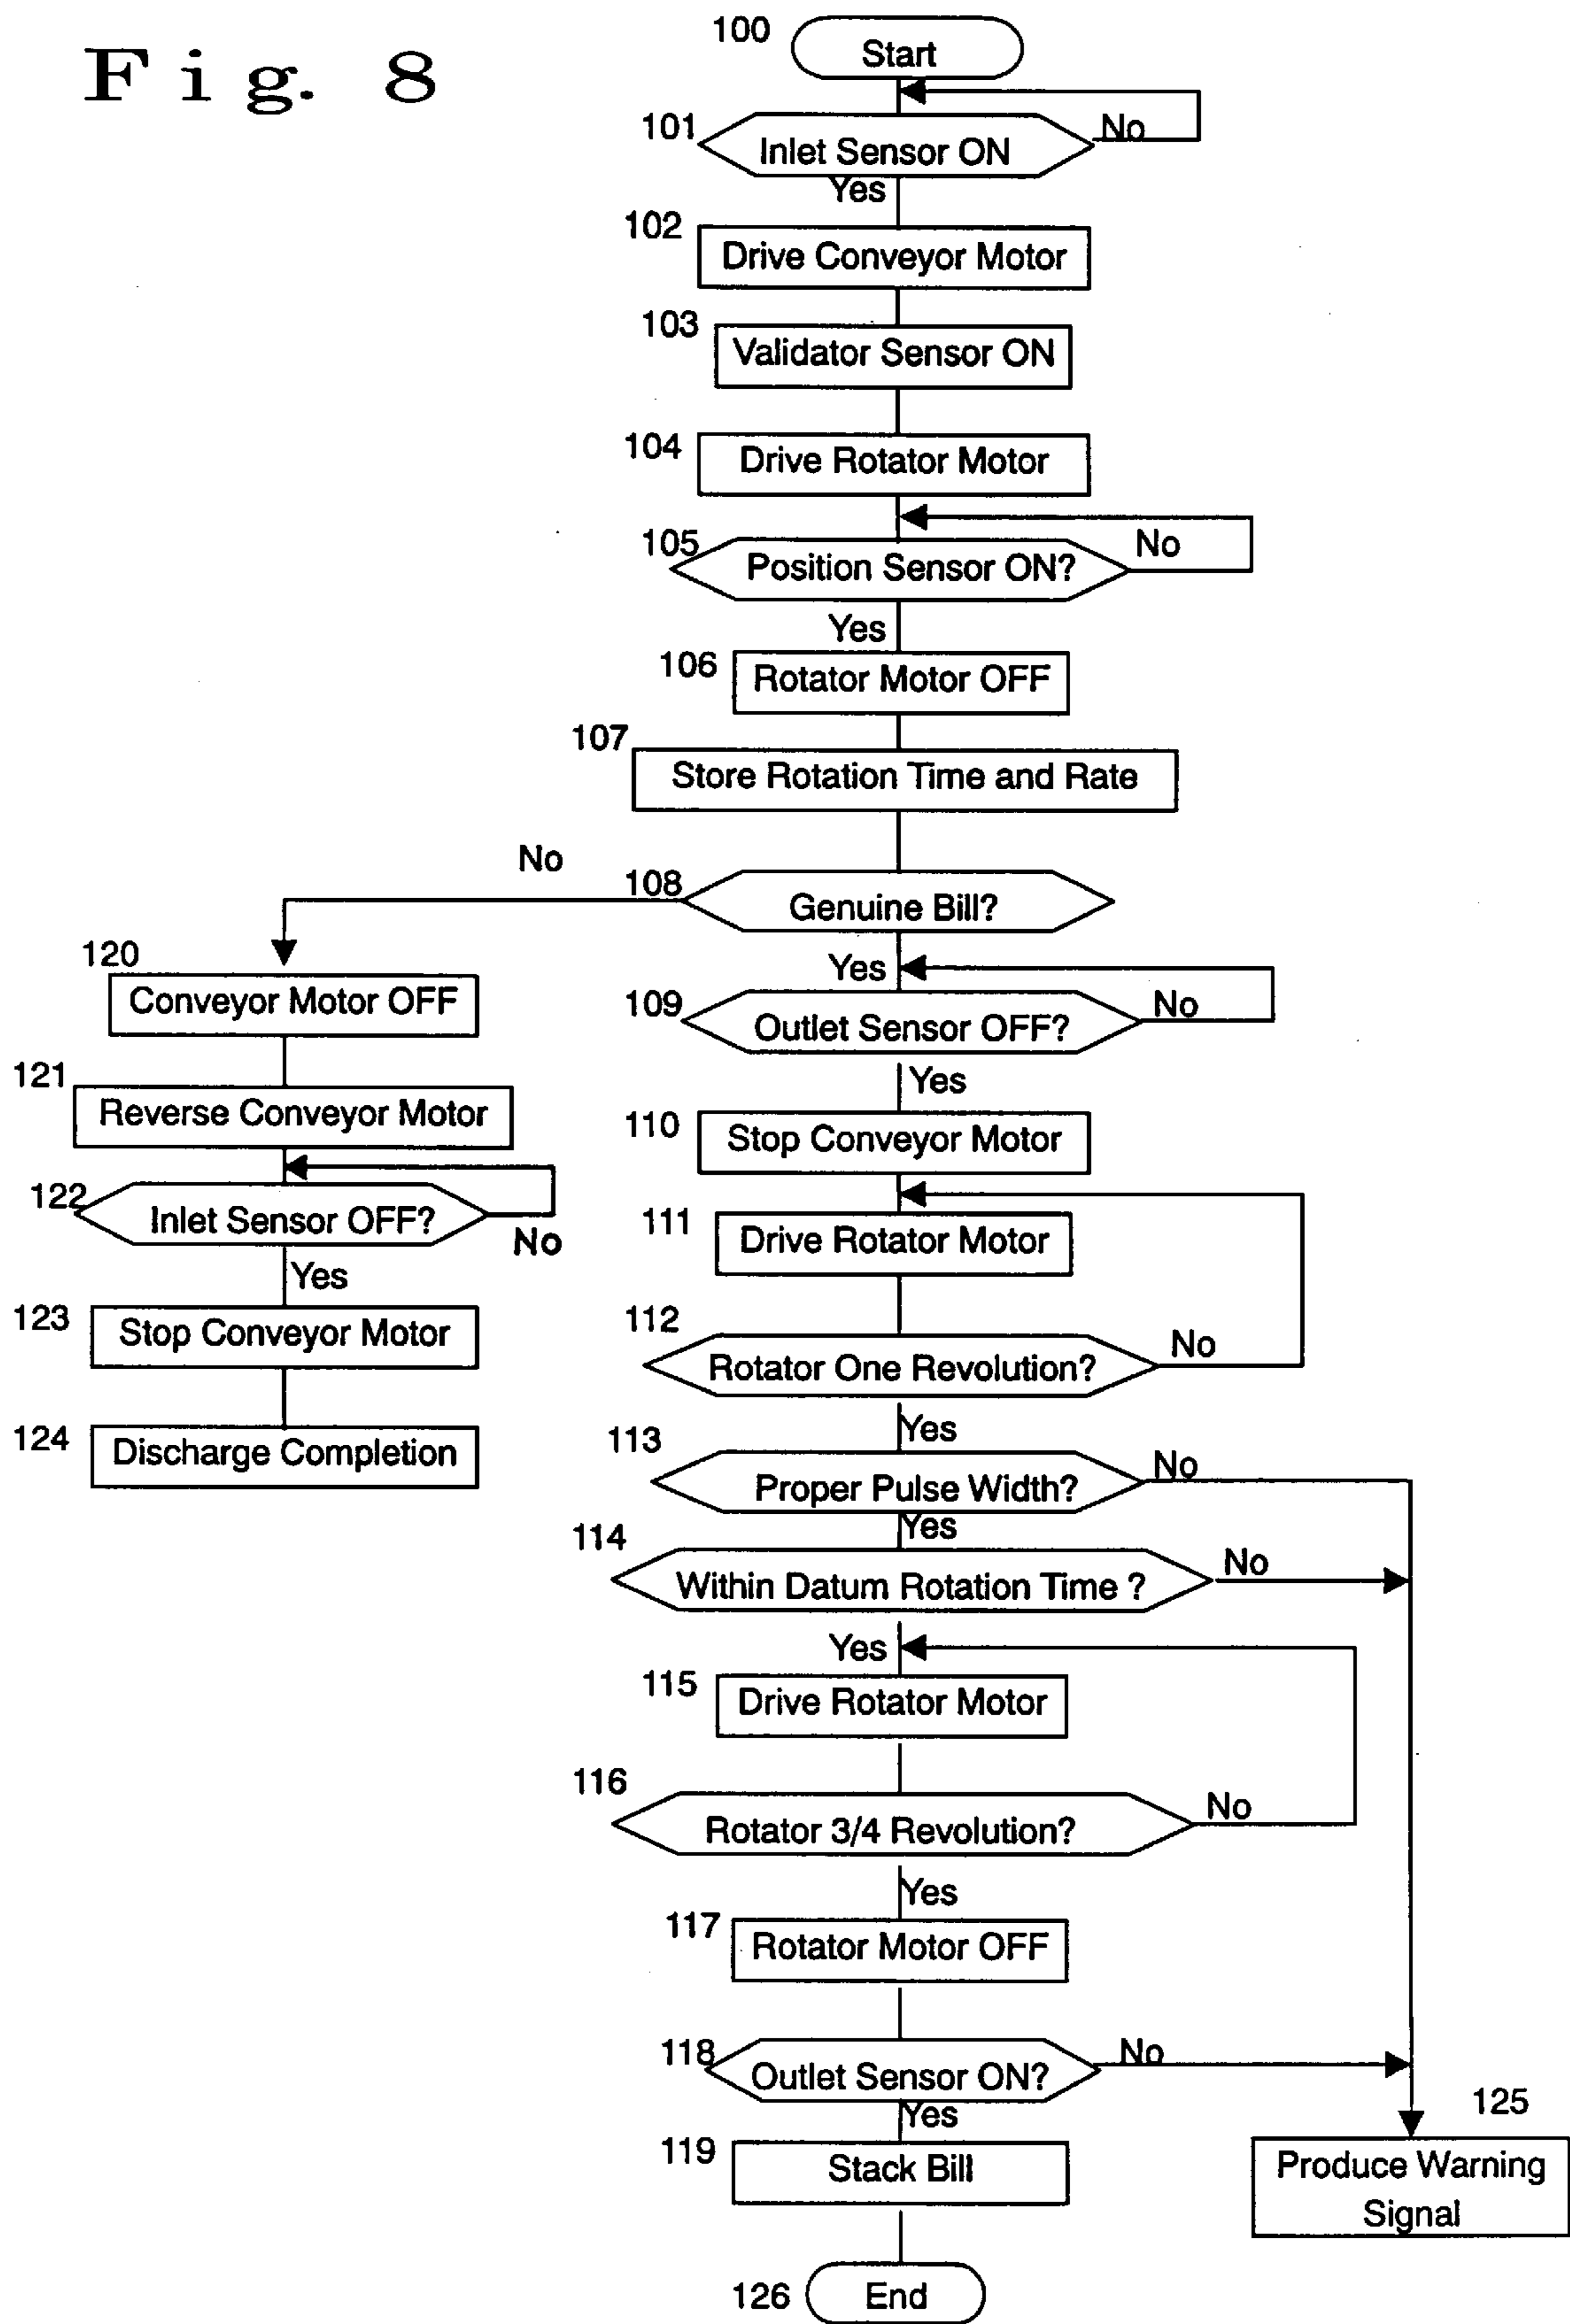 Fig. 8
100
Start
101
Inlet Sensor ON
No
Yes
102
Drive Conveyor Motor
103
Validator Sensor ON
104
Drive Rotator Motor
105
Position Sensor ON?
No
Yes
106
Rotator Motor OFF
107
Store Rotation Time and Rate
No
108
Genuine Bill?
Yes
109
Outlet Sensor OFF?
No
Yes
110
Stop Conveyor Motor
111
Drive Rotator Motor
112
Rotator One Revolution?
No
Yes
113
Proper Pulse Width?
No
Yes
114
Within Datum Rotation Time ?
No
Yes
115
Drive Rotator Motor
116
Rotator 3/4 Revolution?
No
Yes
117
Rotator Motor OFF
118
Outlet Sensor ON?
No
Yes
119
Stack Bill
126
End
120
Conveyor Motor OFF
121
Reverse Conveyor Motor
122
Inlet Sensor OFF?
No
Yes
123
Stop Conveyor Motor
124
Discharge Completion
125
Produce Warning
Signal